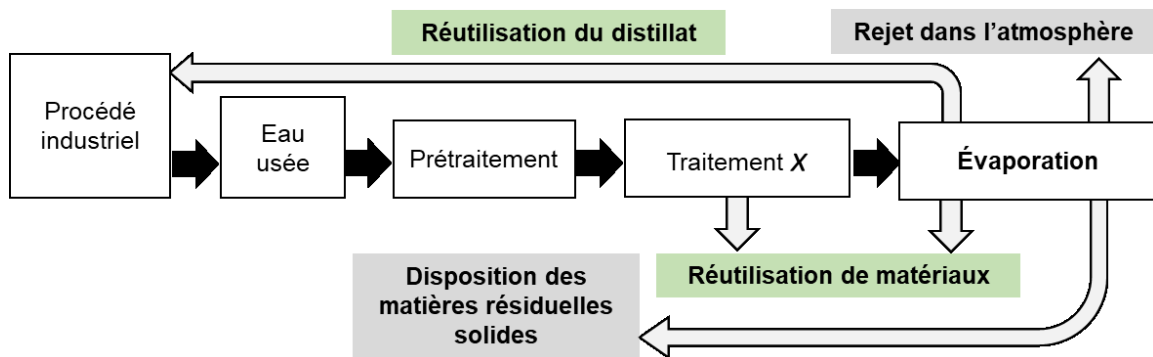 Réutilisation du distillat
Rejet dans l’atmosphère
Procédé
industriel
Eau
usée
Prétraitement
Traitement X
Évaporation
Disposition des
matières résiduelles
solides
Réutilisation de matériaux